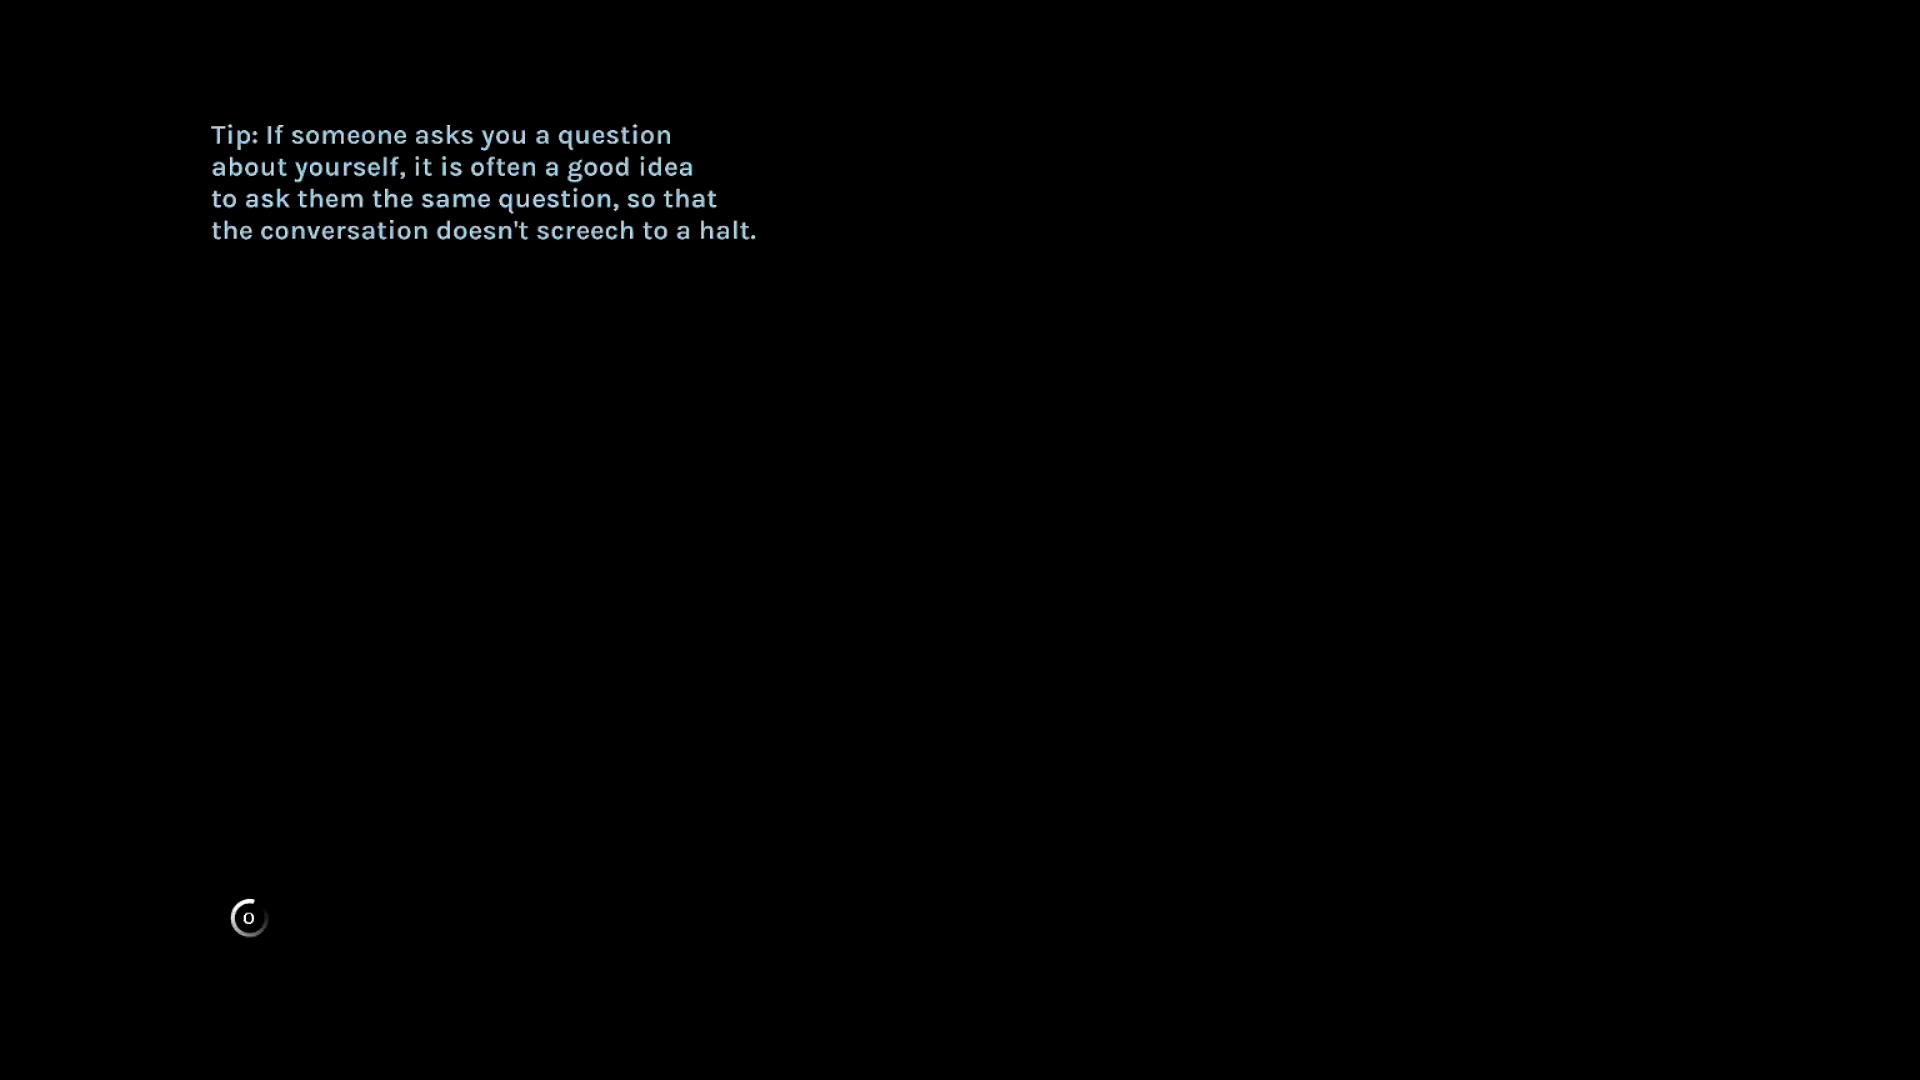 Tip: If someone asks you a question
about yourself, it is often a good idea
to ask them the same question, so that
the conversation doesn't screech to a halt.
0